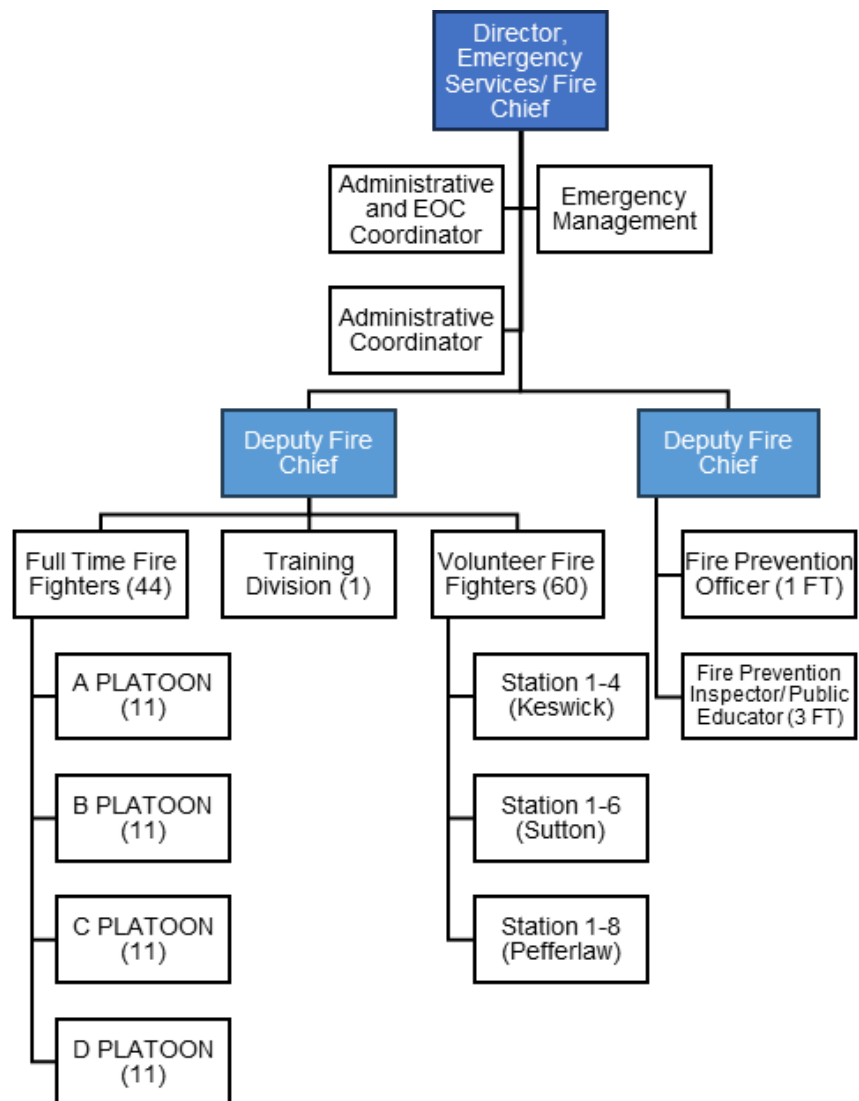 Director,
Emergency
Services/ Fire
Chief
Administrative
and EOC
Coordinator
Emergency
Management
Administrative
Coordinator
Deputy Fire
Chief
Deputy Fire
Chief
Full Time Fire
Fighters (44)
Training
Division (1)
Volunteer Fire
Fighters (60)
Fire Prevention
Officer (1 FT)
A PLATOON
(11)
Station 1-4
(Keswick)
Fire Prevention
Inspector/ Public
Educator (3 FT)
B PLATOON
(11)
Station 1-6
(Sutton)
C PLATOON
(11)
Station 1-8
(Pefferlaw)
D PLATOON
(11)